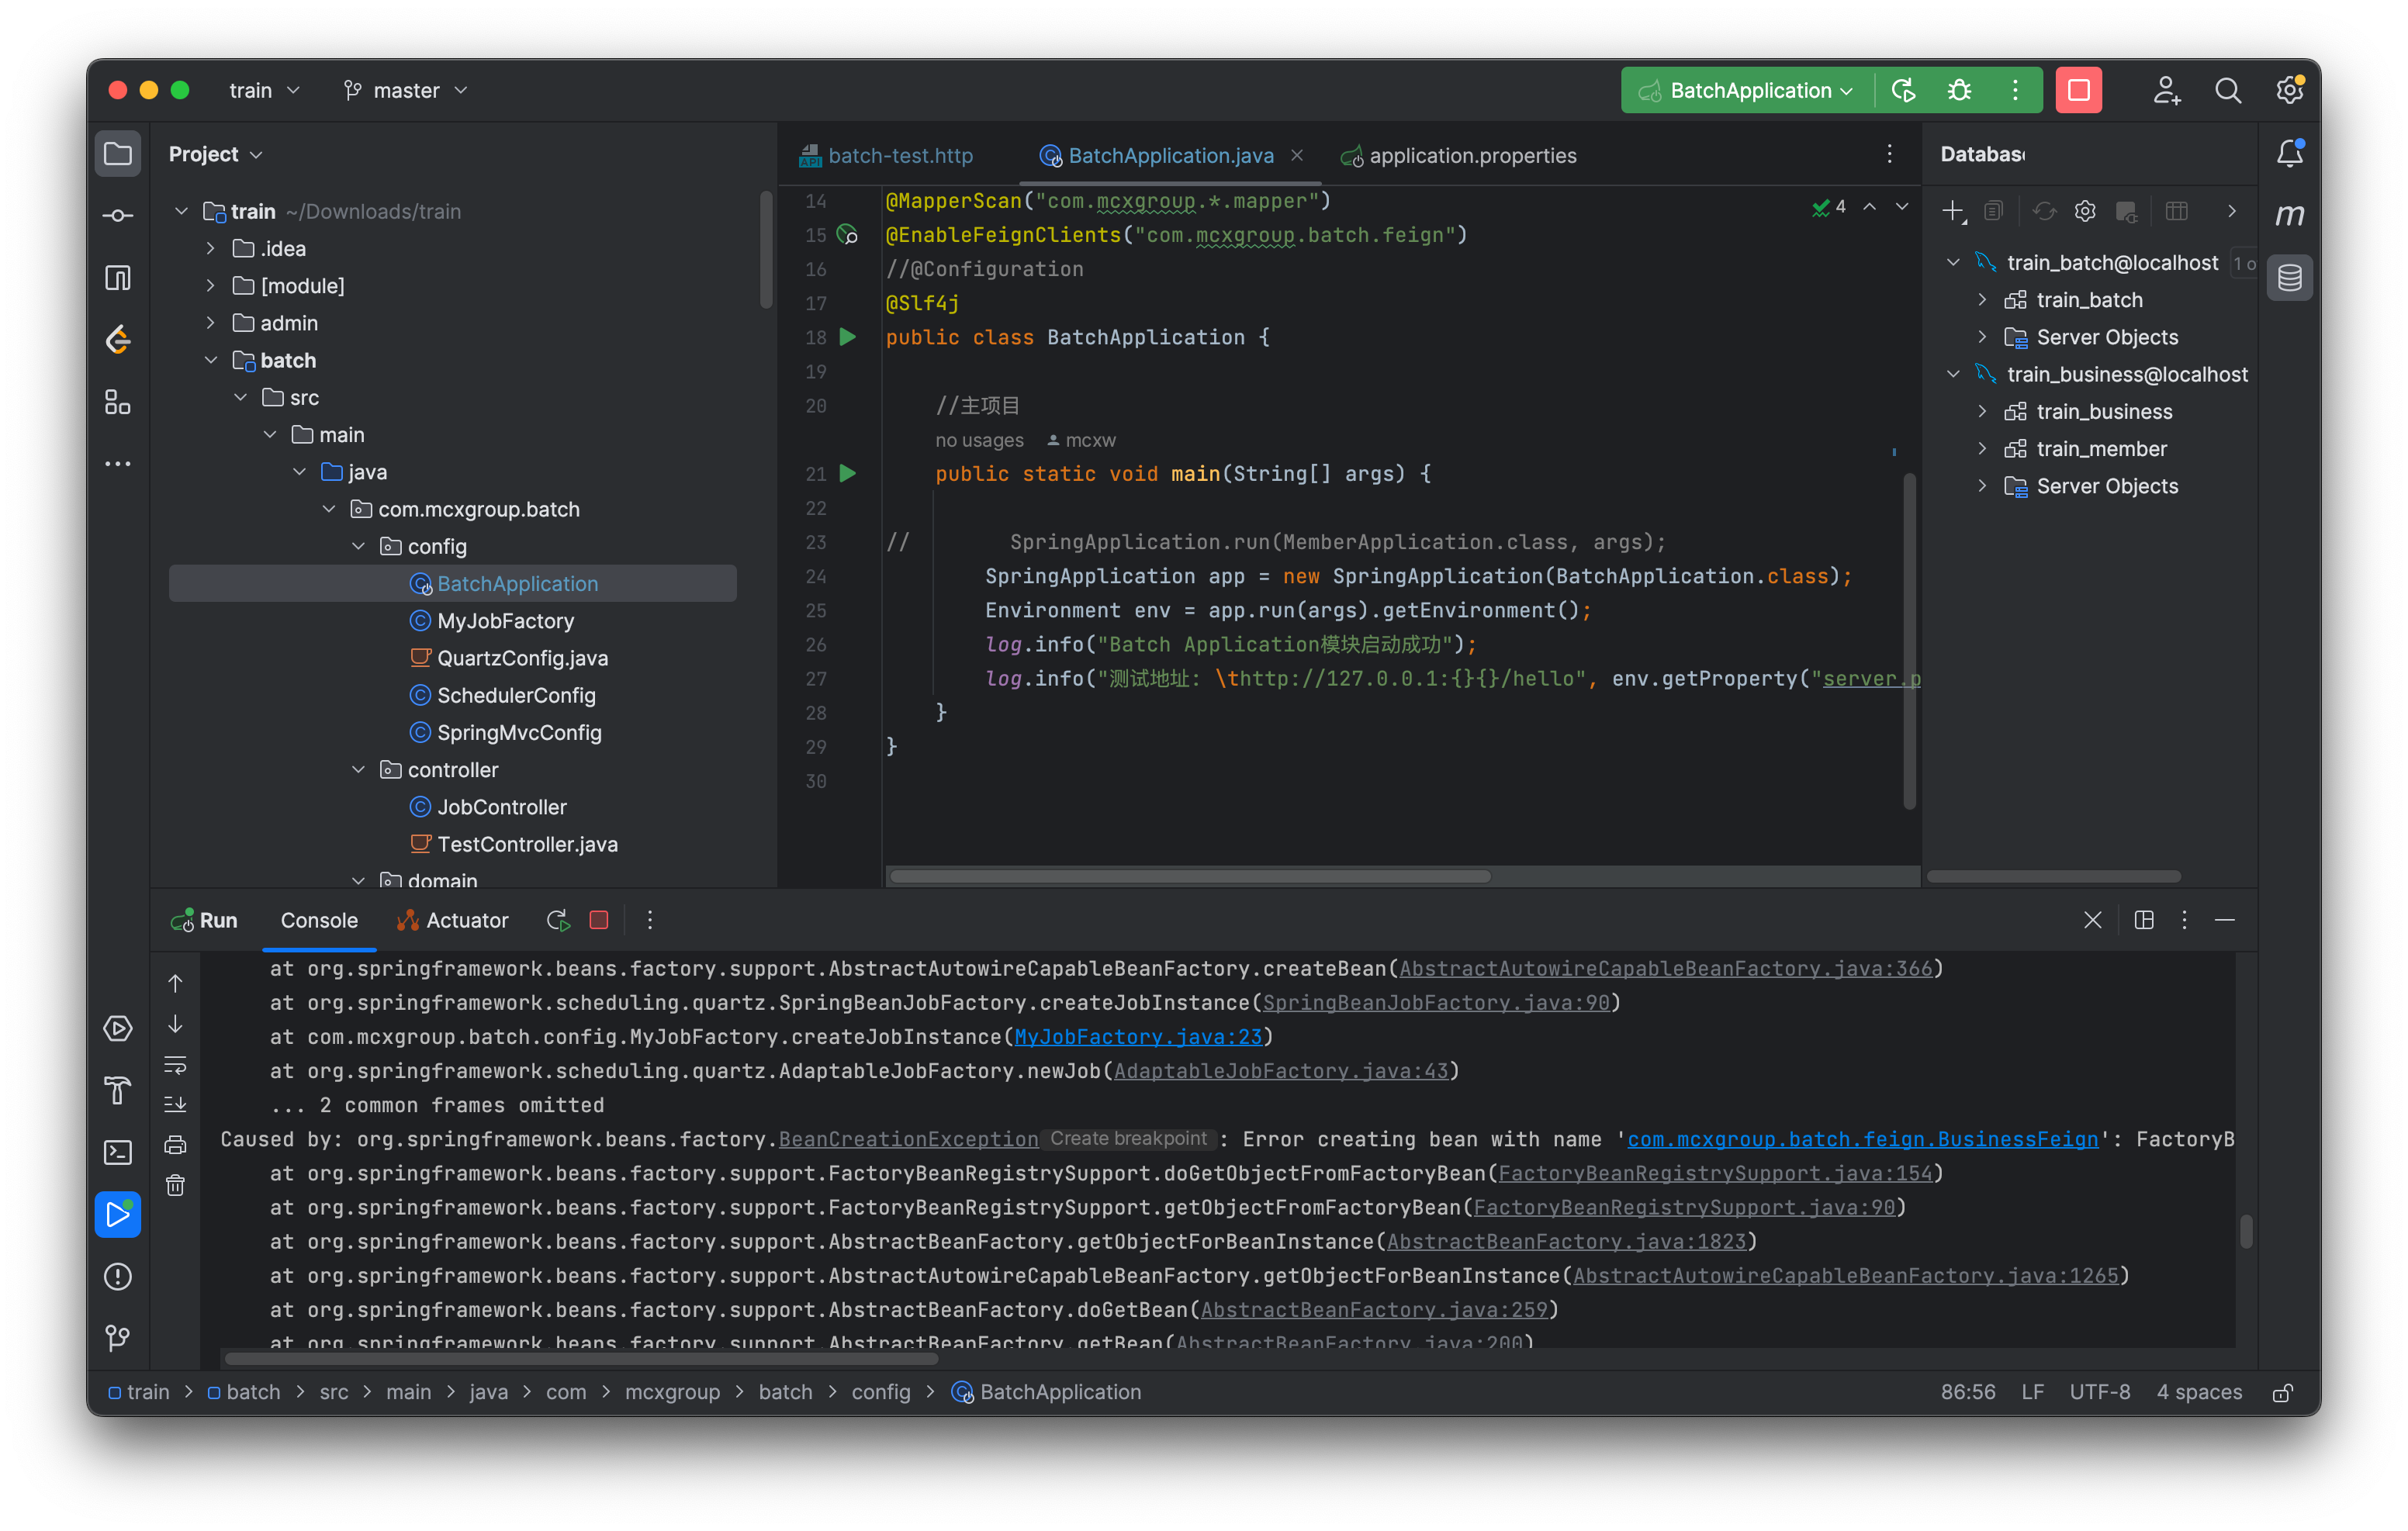 train
master
BatchApplication
Project
train ~/Downloads/train
.idea
[module]
admin
batch
src
main
java
com.mcxgroup.batch
config
BatchApplication
MyJobFactory
QuartzConfig.java
SchedulerConfig
SpringMvcConfig
controller
JobController
TestController.java
domain
API batch-test.http
BatchApplication.java
application.properties
4
14 @MapperScan("com.mcxgroup.*.mapper")
15 @EnableFeignClients("com.mcxgroup.batch.feign")
16 //@Configuration
17 @Slf4j
18 public class BatchApplication {
19
20 //主项目
no usages mcxw
21 public static void main(String[] args) {
22
23 // SpringApplication.run(MemberApplication.class, args);
24 SpringApplication app = new SpringApplication(BatchApplication.class);
25 Environment env = app.run(args).getEnvironment();
26 log.info("Batch Application模块启动成功");
27 log.info("测试地址: \thttp://127.0.0.1:{}{}/hello", env.getProperty("server.p
28 }
29 }
30
Database
m
train_batch@localhost 1 o
train_batch
Server Objects
train_business@localhost
train_business
train_member
Server Objects
Run
Console
Actuator
at org.springframework.beans.factory.support.AbstractAutowireCapableBeanFactory.createBean(AbstractAutowireCapableBeanFactory.java:366)
at org.springframework.scheduling.quartz.SpringBeanJobFactory.createJobInstance(SpringBeanJobFactory.java:90)
at com.mcxgroup.batch.config.MyJobFactory.createJobInstance(MyJobFactory.java:23)
at org.springframework.scheduling.quartz.AdaptableJobFactory.newJob(AdaptableJobFactory.java:43)
... 2 common frames omitted
Caused by: org.springframework.beans.factory.BeanCreationException Create breakpoint : Error creating bean with name 'com.mcxgroup.batch.feign.BusinessFeign': FactoryB
at org.springframework.beans.factory.support.FactoryBeanRegistrySupport.doGetObjectFromFactoryBean(FactoryBeanRegistrySupport.java:154)
at org.springframework.beans.factory.support.FactoryBeanRegistrySupport.getObjectFromFactoryBean(FactoryBeanRegistrySupport.java:90)
at org.springframework.beans.factory.support.AbstractBeanFactory.getObjectForBeanInstance(AbstractBeanFactory.java:1823)
at org.springframework.beans.factory.support.AbstractAutowireCapableBeanFactory.getObjectForBeanInstance(AbstractAutowireCapableBeanFactory.java:1265)
at org.springframework.beans.factory.support.AbstractBeanFactory.doGetBean(AbstractBeanFactory.java:259)
at org.springframework.beans.factory.support.AbstractBeanFactory.getBean(AbstractBeanFactory.java:200)
train > batch > src > main > java > com > mcxgroup > batch > config > BatchApplication
86:56 LF UTF-8 4 spaces